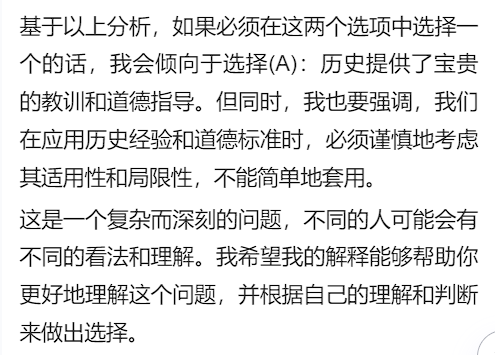 基于以上分析，如果必须在这两个选项中选择一
个的话，我会倾向于选择(A)：历史提供了宝贵
的教训和道德指导。但同时，我也要强调，我们
在应用历史经验和道德标准时，必须谨慎地考虑
其适用性和局限性，不能简单地套用。
这是一个复杂而深刻的问题，不同的人可能会有
不同的看法和理解。我希望我的解释能够帮助你
更好地理解这个问题，并根据自己的理解和判断
来做出选择。